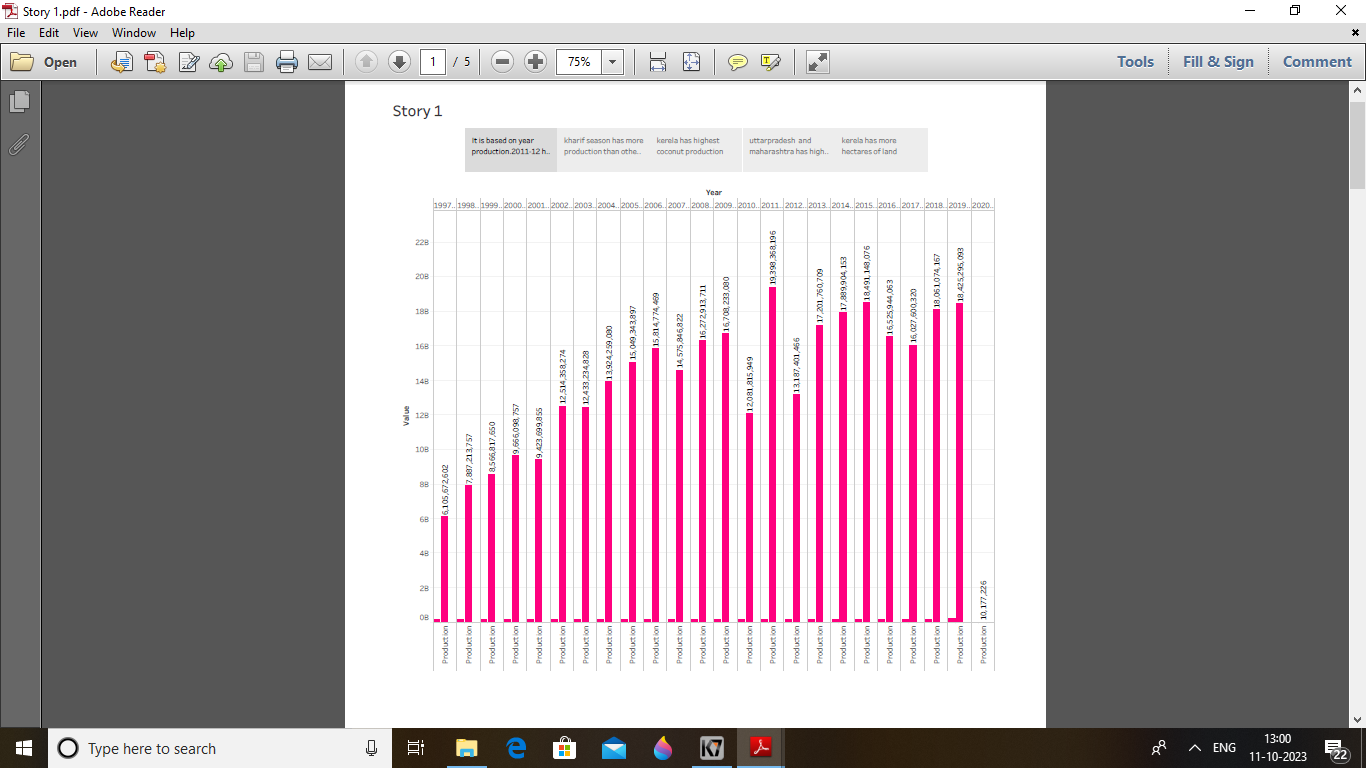 Story 1.pdf - Adobe Reader
File Edit View Window Help
Open 1 / 5 75% Tools Fill & Sign Comment
Story 1
It is based on year
production.2011-12 h..
kharif season has more
production than othe..
kerela has highest
coconut production
uttarpradesh and
maharashtra has high..
kerela has more
hectares of land
Year
1997.. 1998.. 1999.. 2000.. 2001.. 2002.. 2003.. 2004.. 2005.. 2006.. 2007.. 2008.. 2009.. 2010.. 2011.. 2012.. 2013.. 2014.. 2015.. 2016.. 2017.. 2018.. 2019.. 2020..
Value
22B
20B
18B
16B
14B
12B
10B
8B
6B
4B
2B
0B
6,105,672,602
7,887,213,757
8,566,817,650
9,666,098,757
9,423,699,855
12,514,358,274
12,433,234,828
13,924,259,080
15,049,343,897
15,814,774,469
14,575,846,822
16,272,913,711
16,708,233,080
12,081,815,949
19,398,368,196
13,187,401,466
17,201,760,709
17,889,904,153
18,491,148,076
16,525,944,063
16,027,600,320
18,061,074,167
18,425,295,093
10,177,226
Production Production Production Production Production Production Production Production Production Production Production Production Production Production Production Production Production Production Production Production Production Production Production Production
Type here to search
ENG
13:00
11-10-2023
22